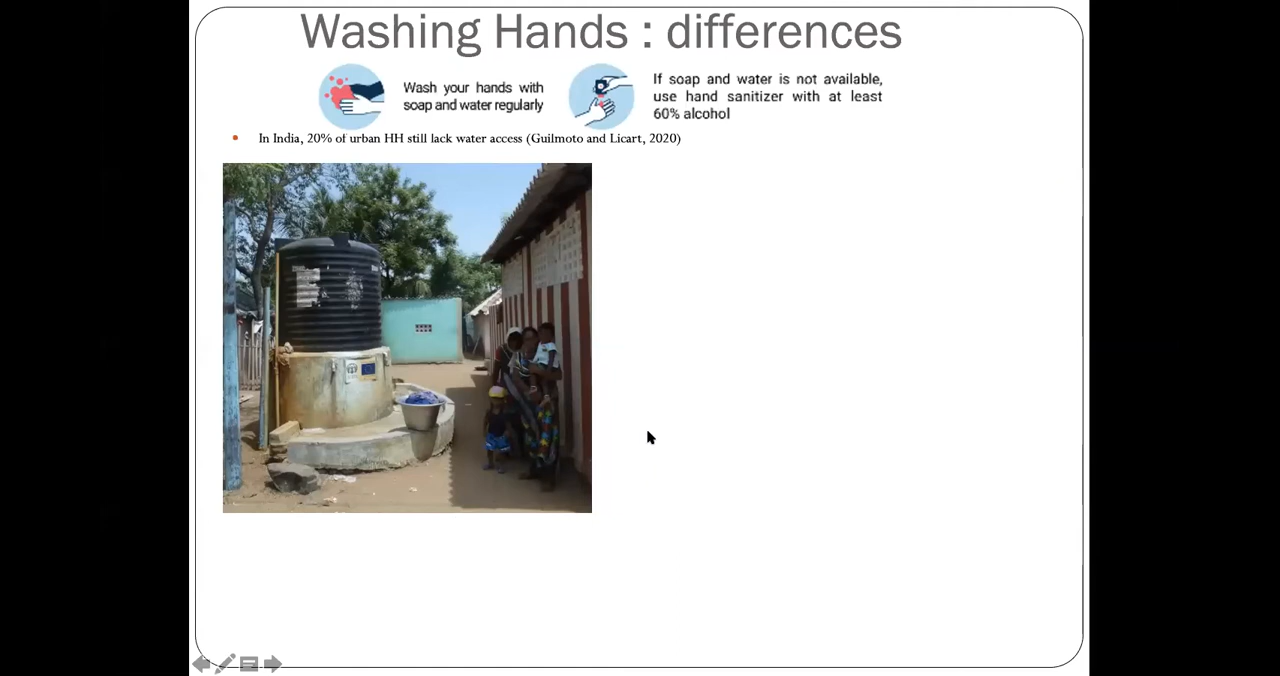 Washing Hands : differences
Wash your hands with
soap and water regularly
If soap and water is not available,
use hand sanitizer with at least
60% alcohol
In India, 20% of urban HH still lack water access (Guilmoto and Licart, 2020)